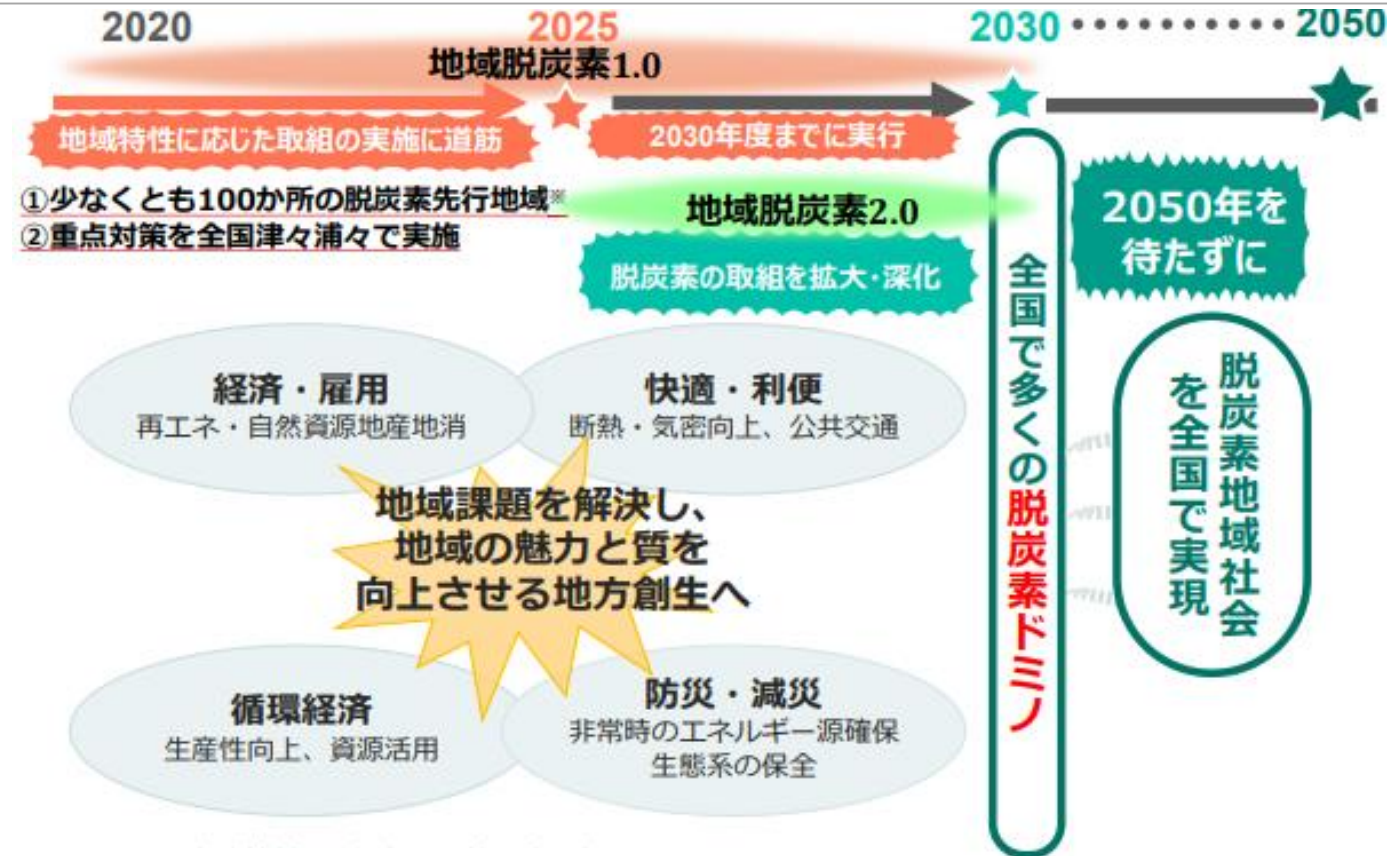 2020
2025
2030
2050
地域脱炭素1.0
地域特性に応じた取組の実施に道筋
2030年度までに実行
①少なくとも100か所の脱炭素先行地域※
②重点対策を全国津々浦々で実施
地域脱炭素2.0
脱炭素の取組を拡大･深化
2050年を
待たずに
経済・雇用
再エネ・自然資源地産地消
快適・利便
断熱・気密向上、公共交通
地域課題を解決し、
地域の魅力と質を
向上させる地方創生へ
循環経済
生産性向上、資源活用
防災・減災
非常時のエネルギー源確保
生態系の保全
全国で多くの脱炭素ドミノ
脱炭素地域社会
を全国で実現